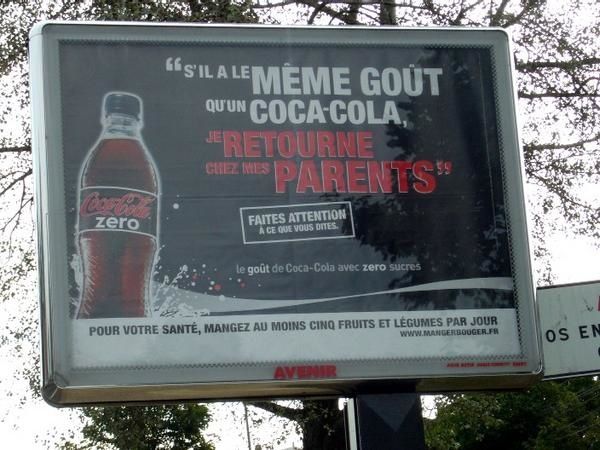 “S'IL A LE MÊME GOÛT
QU'UN COCA-COLA,
JE RETOURNE
CHEZ MES PARENTS”
FAITES ATTENTION
À CE QUE VOUS DITES.
le goût de Coca-Cola avec zero sucres
Coca-Cola
zero
POUR VOTRE SANTÉ, MANGEZ AU MOINS CINQ FRUITS ET LÉGUMES PAR JOUR
WWW.MANGERBOUGER.FR
AVENIR
OS EN